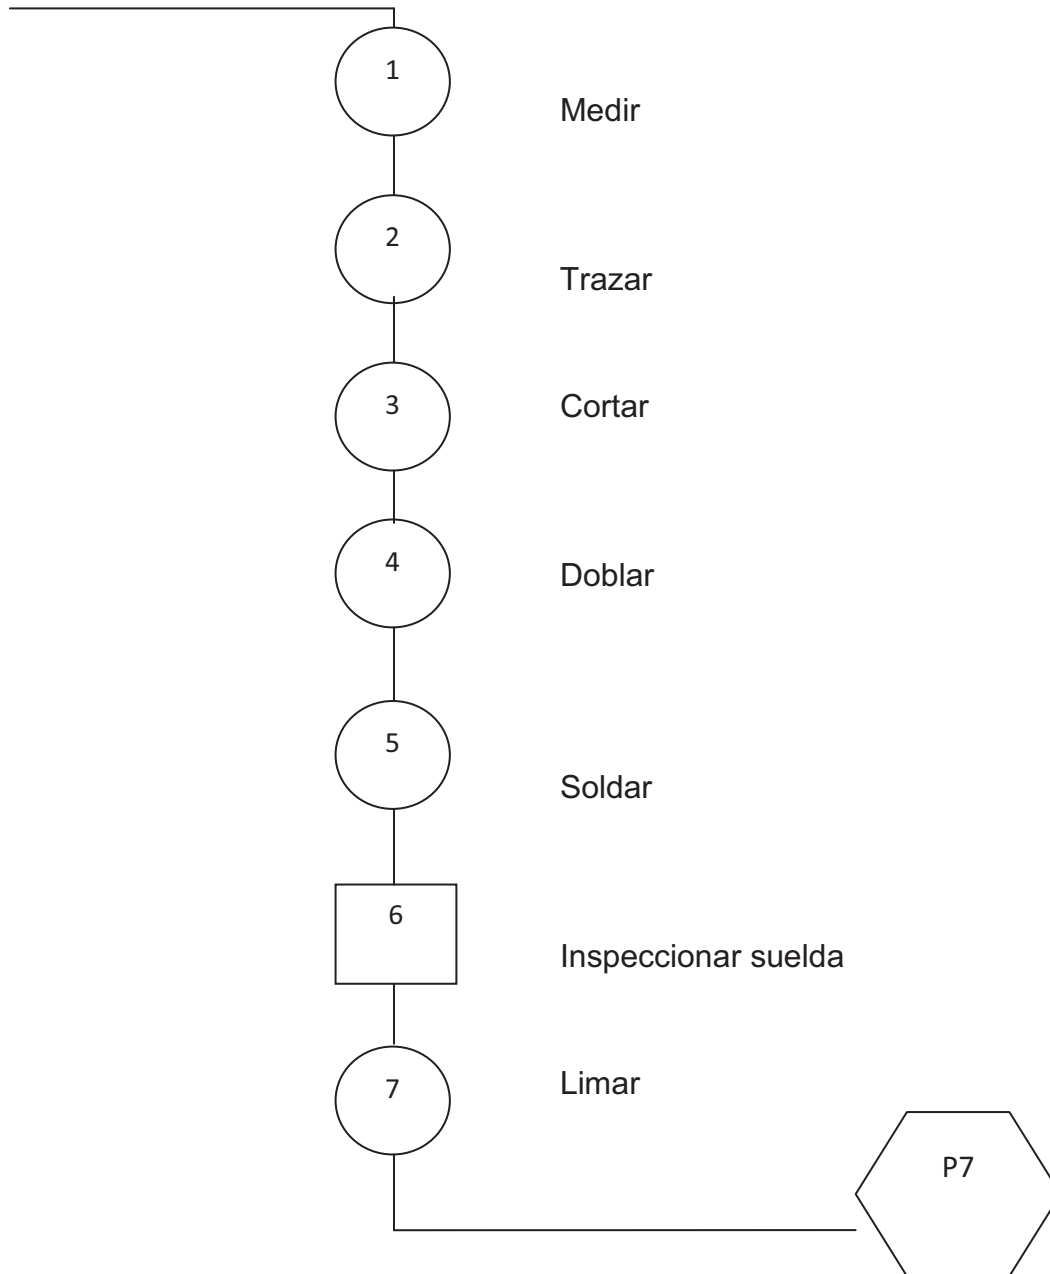 1
Medir
2
Trazar
3
Cortar
4
Doblar
5
Soldar
6
Inspeccionar suelda
7
Limar
P7